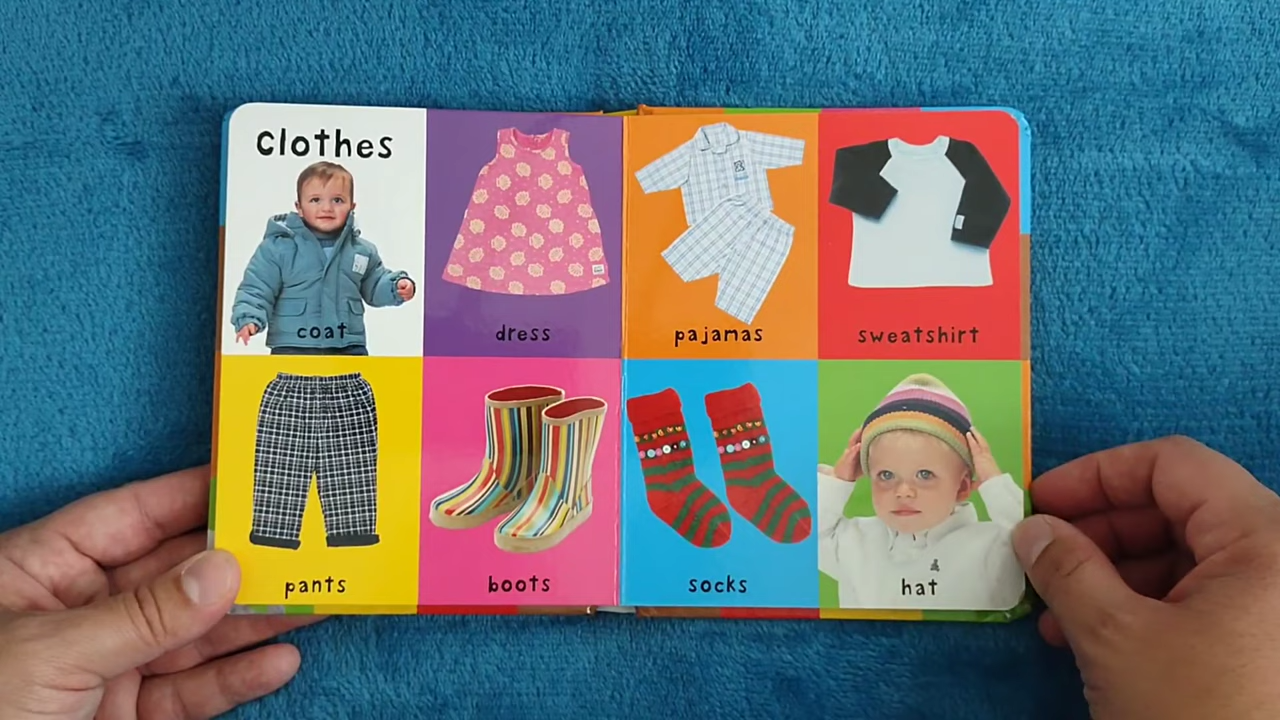 clothes
coat
dress
pajamas
sweatshirt
pants
boots
socks
hat